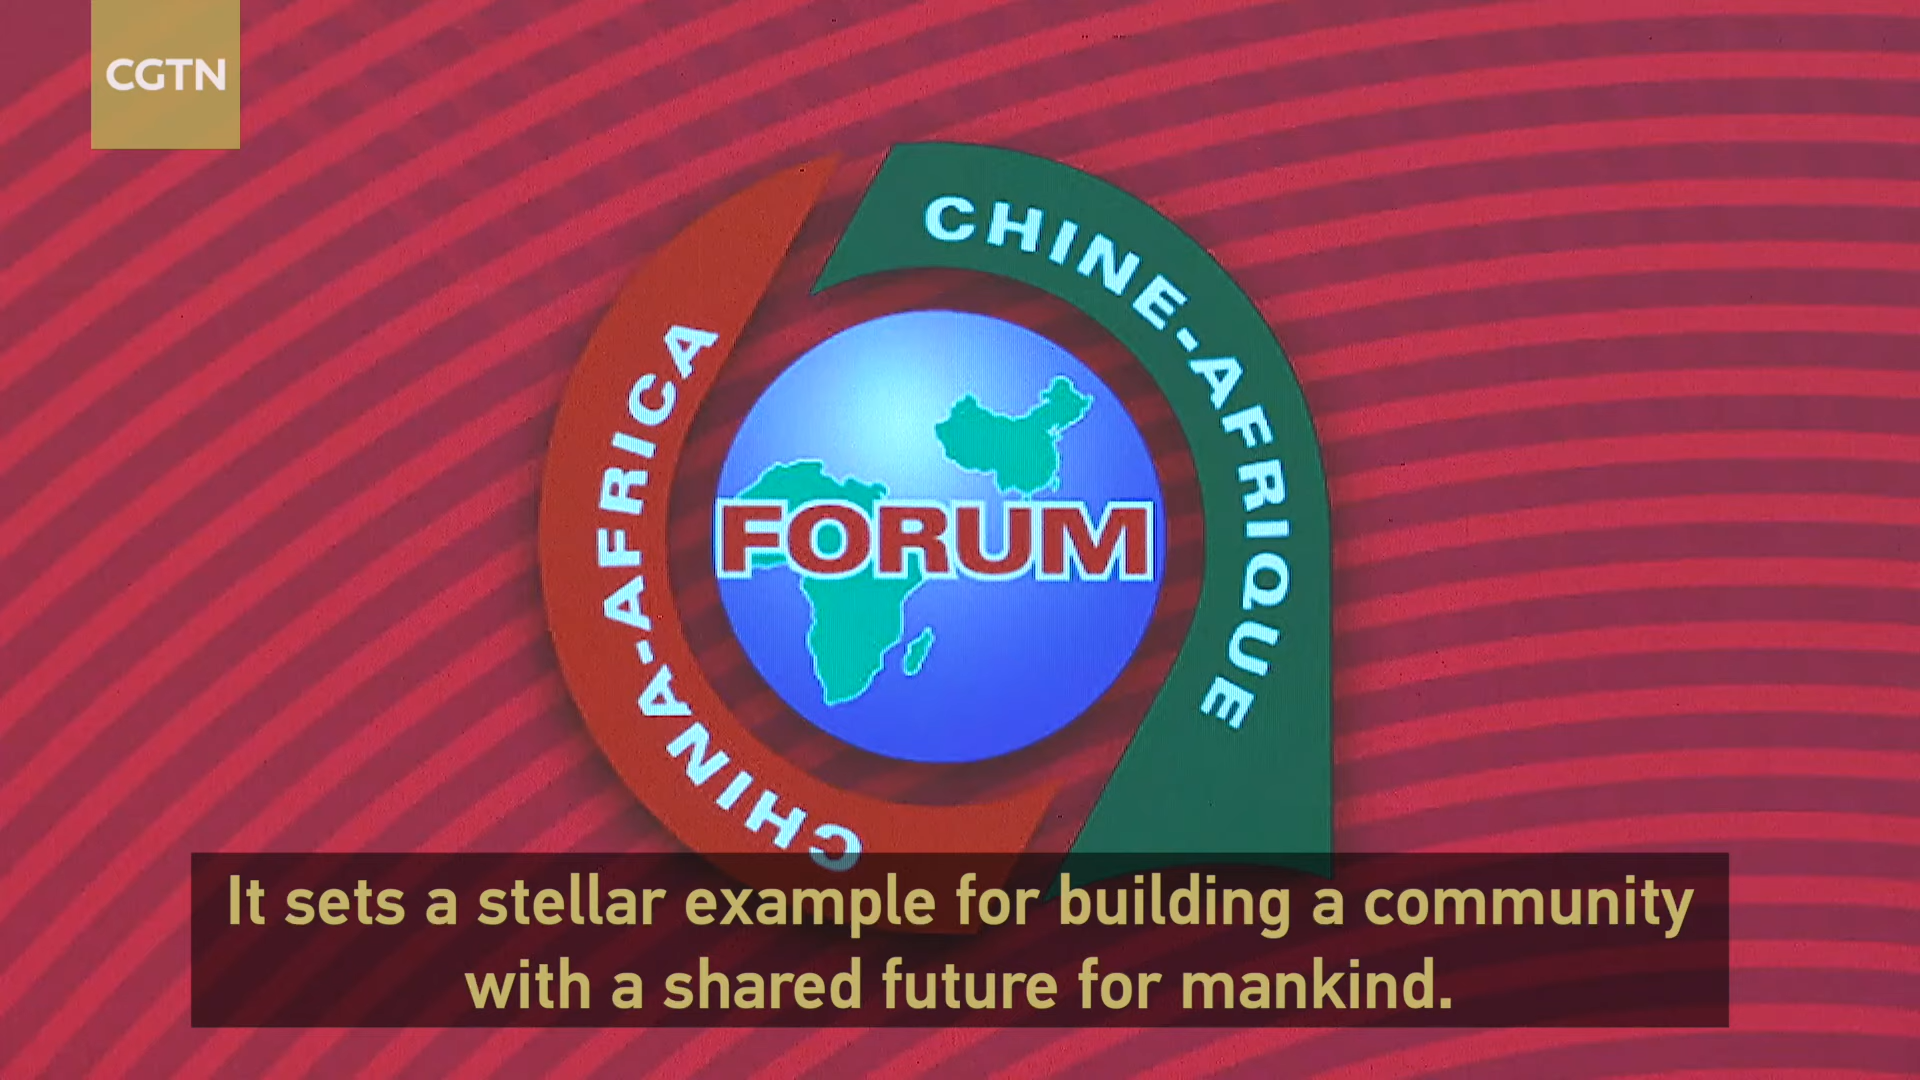 CGTN
CHINE-AFRIQUE
CHINA-AFRICA
FORUM
It sets a stellar example for building a community
with a shared future for mankind.